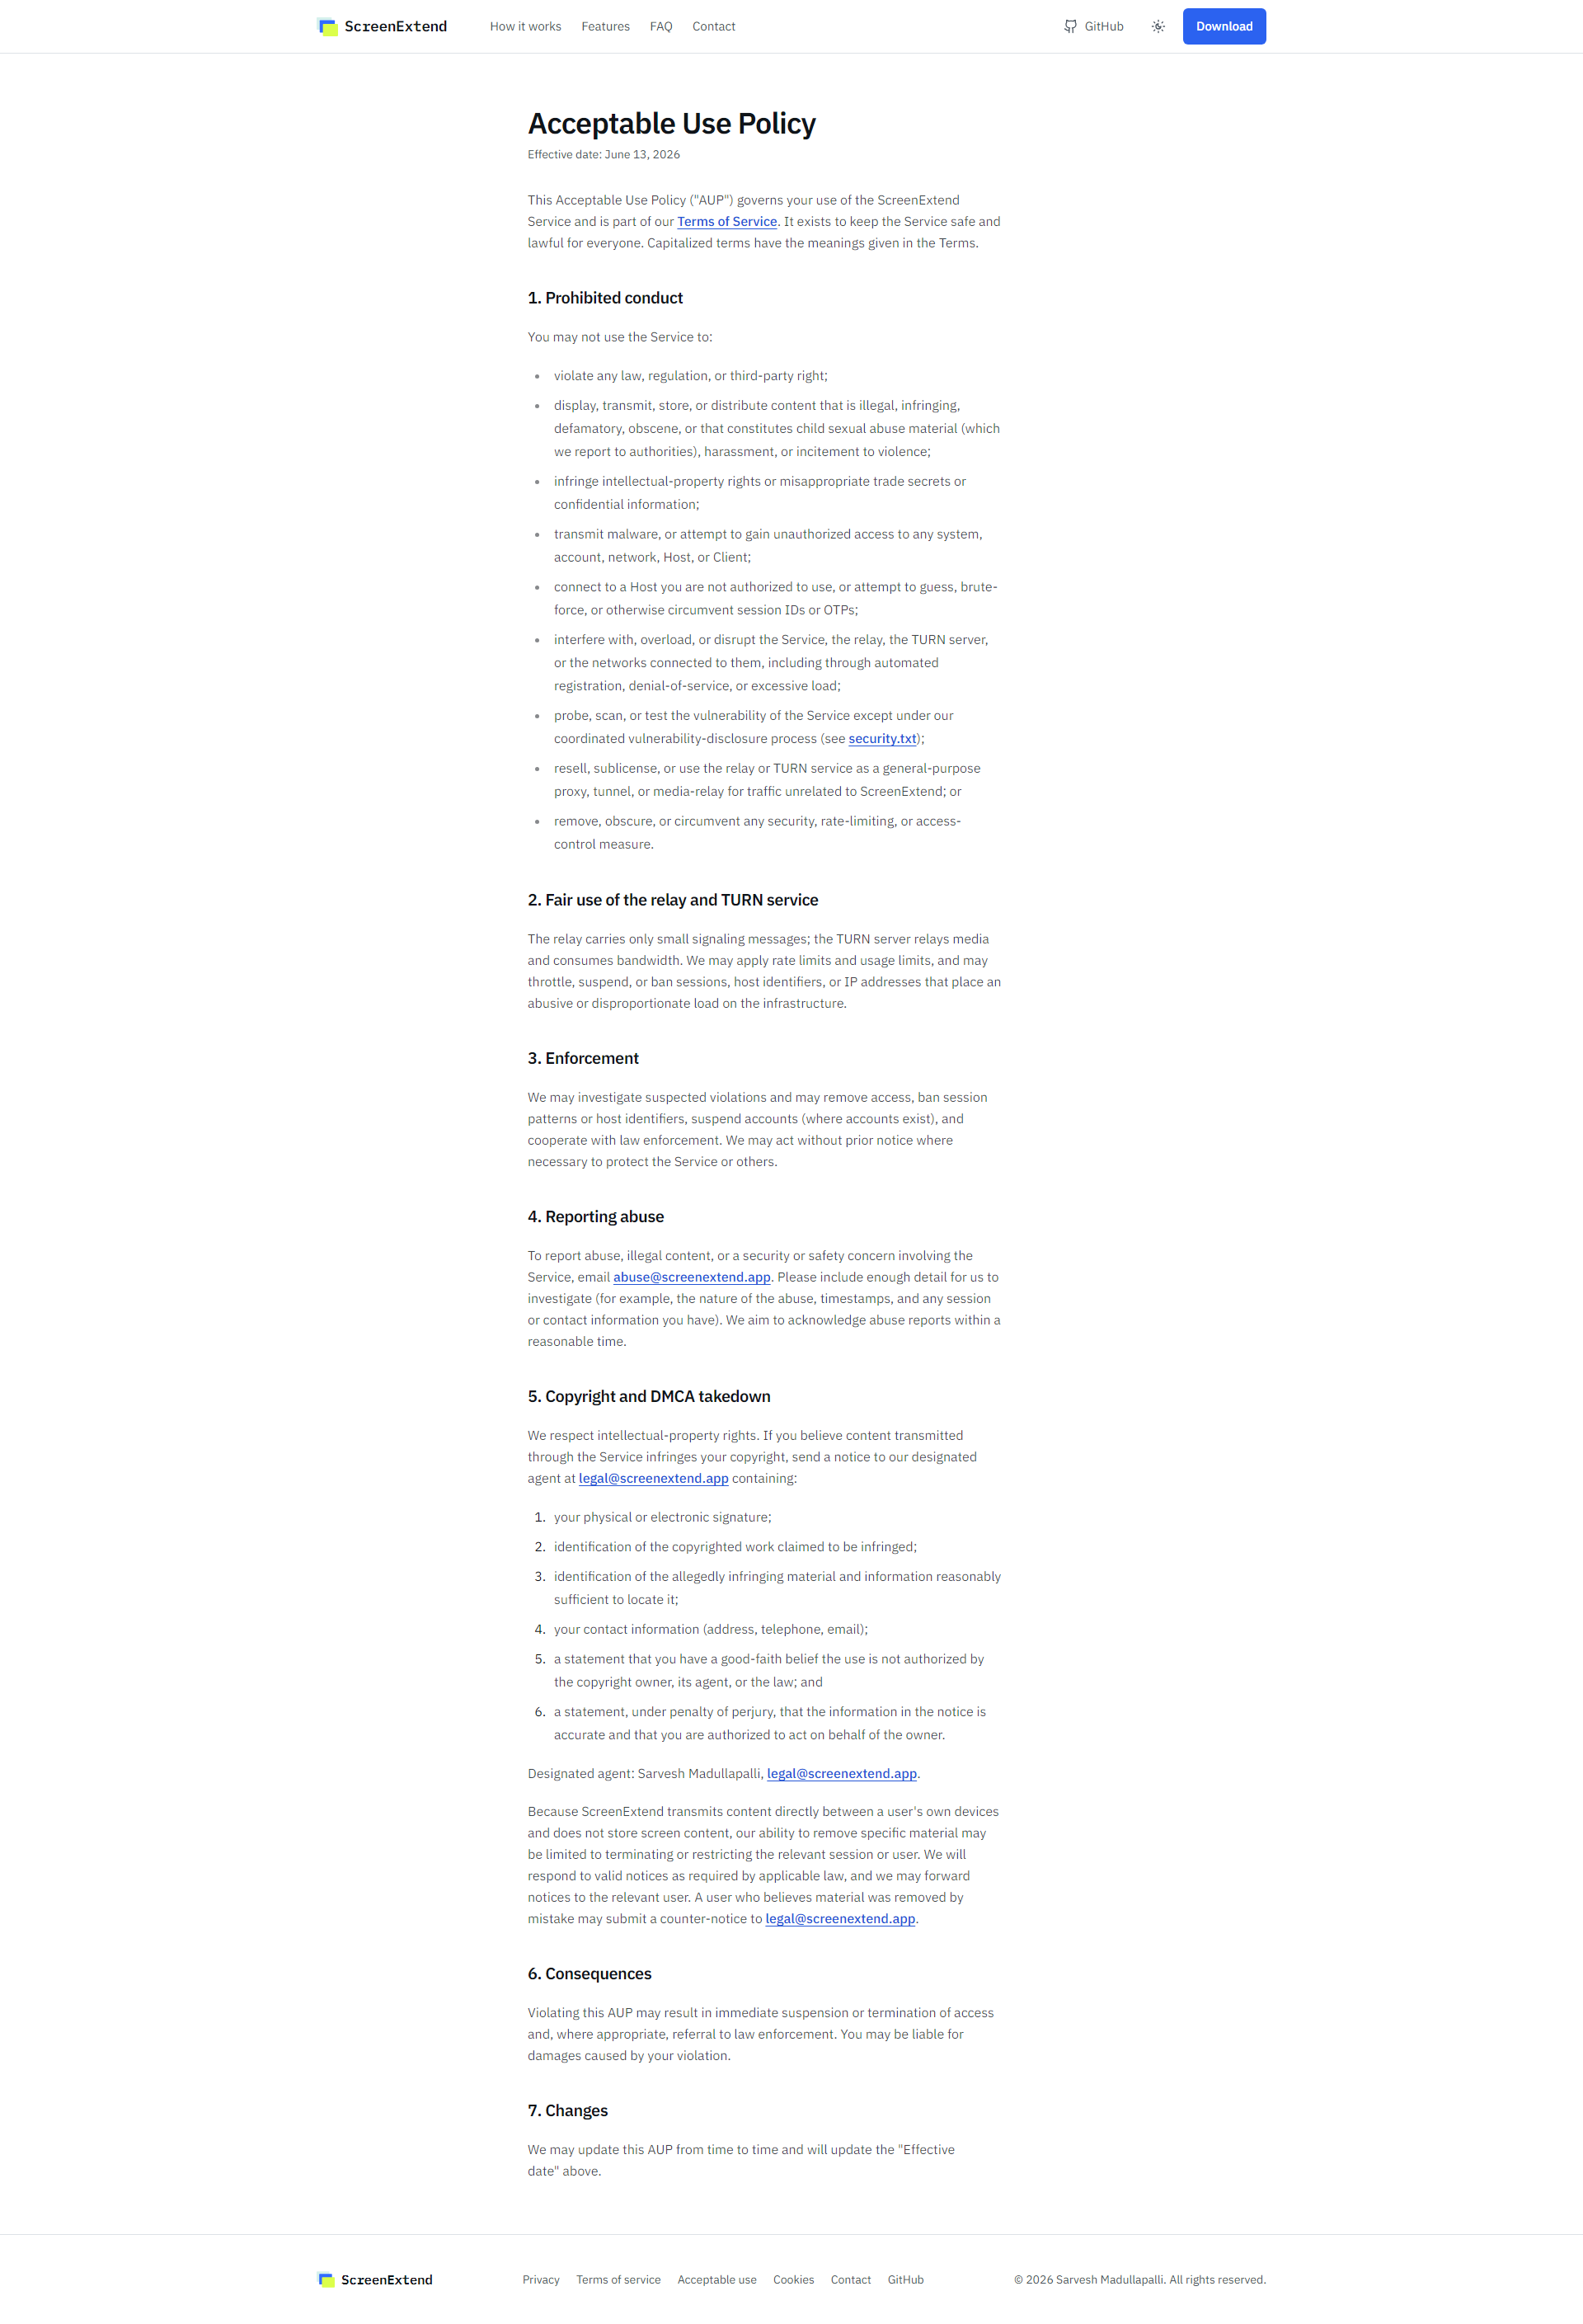 ScreenExtend How it works Features FAQ Contact GitHub Download
Acceptable Use Policy
Effective date: June 13, 2026
This Acceptable Use Policy ("AUP") governs your use of the ScreenExtend
Service and is part of our Terms of Service. It exists to keep the Service safe and
lawful for everyone. Capitalized terms have the meanings given in the Terms.
1. Prohibited conduct
You may not use the Service to:
• violate any law, regulation, or third-party right;
• display, transmit, store, or distribute content that is illegal, infringing,
defamatory, obscene, or that constitutes child sexual abuse material (which
we report to authorities), harassment, or incitement to violence;
• infringe intellectual-property rights or misappropriate trade secrets or
confidential information;
• transmit malware, or attempt to gain unauthorized access to any system,
account, network, Host, or Client;
• connect to a Host you are not authorized to use, or attempt to guess, brute-
force, or otherwise circumvent session IDs or OTPs;
• interfere with, overload, or disrupt the Service, the relay, the TURN server,
or the networks connected to them, including through automated
registration, denial-of-service, or excessive load;
• probe, scan, or test the vulnerability of the Service except under our
coordinated vulnerability-disclosure process (see security.txt);
• resell, sublicense, or use the relay or TURN service as a general-purpose
proxy, tunnel, or media-relay for traffic unrelated to ScreenExtend; or
• remove, obscure, or circumvent any security, rate-limiting, or access-
control measure.
2. Fair use of the relay and TURN service
The relay carries only small signaling messages; the TURN server relays media
and consumes bandwidth. We may apply rate limits and usage limits, and may
throttle, suspend, or ban sessions, host identifiers, or IP addresses that place an
abusive or disproportionate load on the infrastructure.
3. Enforcement
We may investigate suspected violations and may remove access, ban session
patterns or host identifiers, suspend accounts (where accounts exist), and
cooperate with law enforcement. We may act without prior notice where
necessary to protect the Service or others.
4. Reporting abuse
To report abuse, illegal content, or a security or safety concern involving the
Service, email abuse@screenextend.app. Please include enough detail for us to
investigate (for example, the nature of the abuse, timestamps, and any session
or contact information you have). We aim to acknowledge abuse reports within a
reasonable time.
5. Copyright and DMCA takedown
We respect intellectual-property rights. If you believe content transmitted
through the Service infringes your copyright, send a notice to our designated
agent at legal@screenextend.app containing:
1. your physical or electronic signature;
2. identification of the copyrighted work claimed to be infringed;
3. identification of the allegedly infringing material and information reasonably
sufficient to locate it;
4. your contact information (address, telephone, email);
5. a statement that you have a good-faith belief the use is not authorized by
the copyright owner, its agent, or the law; and
6. a statement, under penalty of perjury, that the information in the notice is
accurate and that you are authorized to act on behalf of the owner.
Designated agent: Sarvesh Madullapalli, legal@screenextend.app.
Because ScreenExtend transmits content directly between a user's own devices
and does not store screen content, our ability to remove specific material may
be limited to terminating or restricting the relevant session or user. We will
respond to valid notices as required by applicable law, and we may forward
notices to the relevant user. A user who believes material was removed by
mistake may submit a counter-notice to legal@screenextend.app.
6. Consequences
Violating this AUP may result in immediate suspension or termination of access
and, where appropriate, referral to law enforcement. You may be liable for
damages caused by your violation.
7. Changes
We may update this AUP from time to time and will update the "Effective
date" above.
ScreenExtend Privacy Terms of service Acceptable use Cookies Contact GitHub © 2026 Sarvesh Madullapalli. All rights reserved.